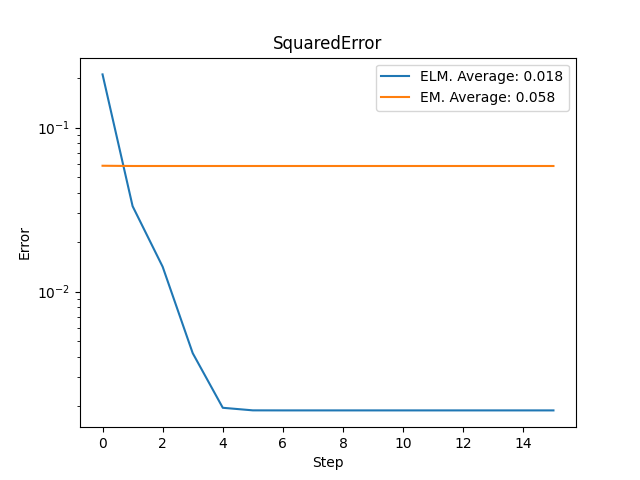 SquaredError
ELM. Average: 0.018
EM. Average: 0.058
Error
10⁻¹
10⁻²
0 2 4 6 8 10 12 14
Step